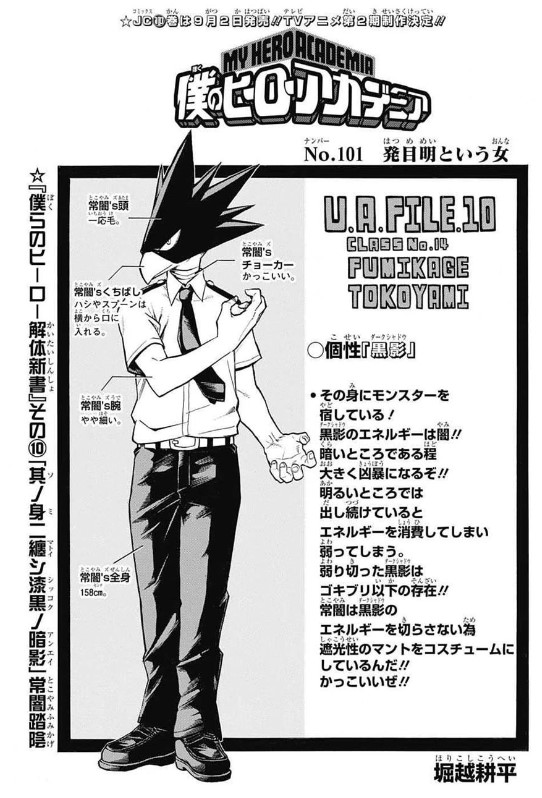 ★JC⑩巻は9月2日発売!!TVアニメ第2期制作決定!!
MY HERO ACADEMIA
僕のヒーローアカデミア
No.101 発目明という女
☆『僕らのヒーロー解体新書』その⑩「其ノ身ニ纏シ漆黒ノ暗影」常闇踏陰
U.A.FILE.10
CLASS No.14
FUMIKAGE
TOKOYAMI
常闇's頭
一応毛。
常闇's
チョーカー
かっこいい。
常闇'sくちばし
ハシやスプーンは
横から口に
入れる。
常闇's腕
やや細い。
常闇's全身
158㎝。
○個性「黒影」
●その身にモンスターを
宿している!
黒影のエネルギーは闇!!
暗いところである程
大きく凶暴になるぞ!!
明るいところでは
出し続けていると
エネルギーを消費してしまい
弱ってしまう。
弱り切った黒影は
ゴキブリ以下の存在!!
常闇は黒影の
エネルギーを切らさない為
遮光性のマントをコスチュームに
しているんだ!!
かっこいいぜ!!
堀越耕平